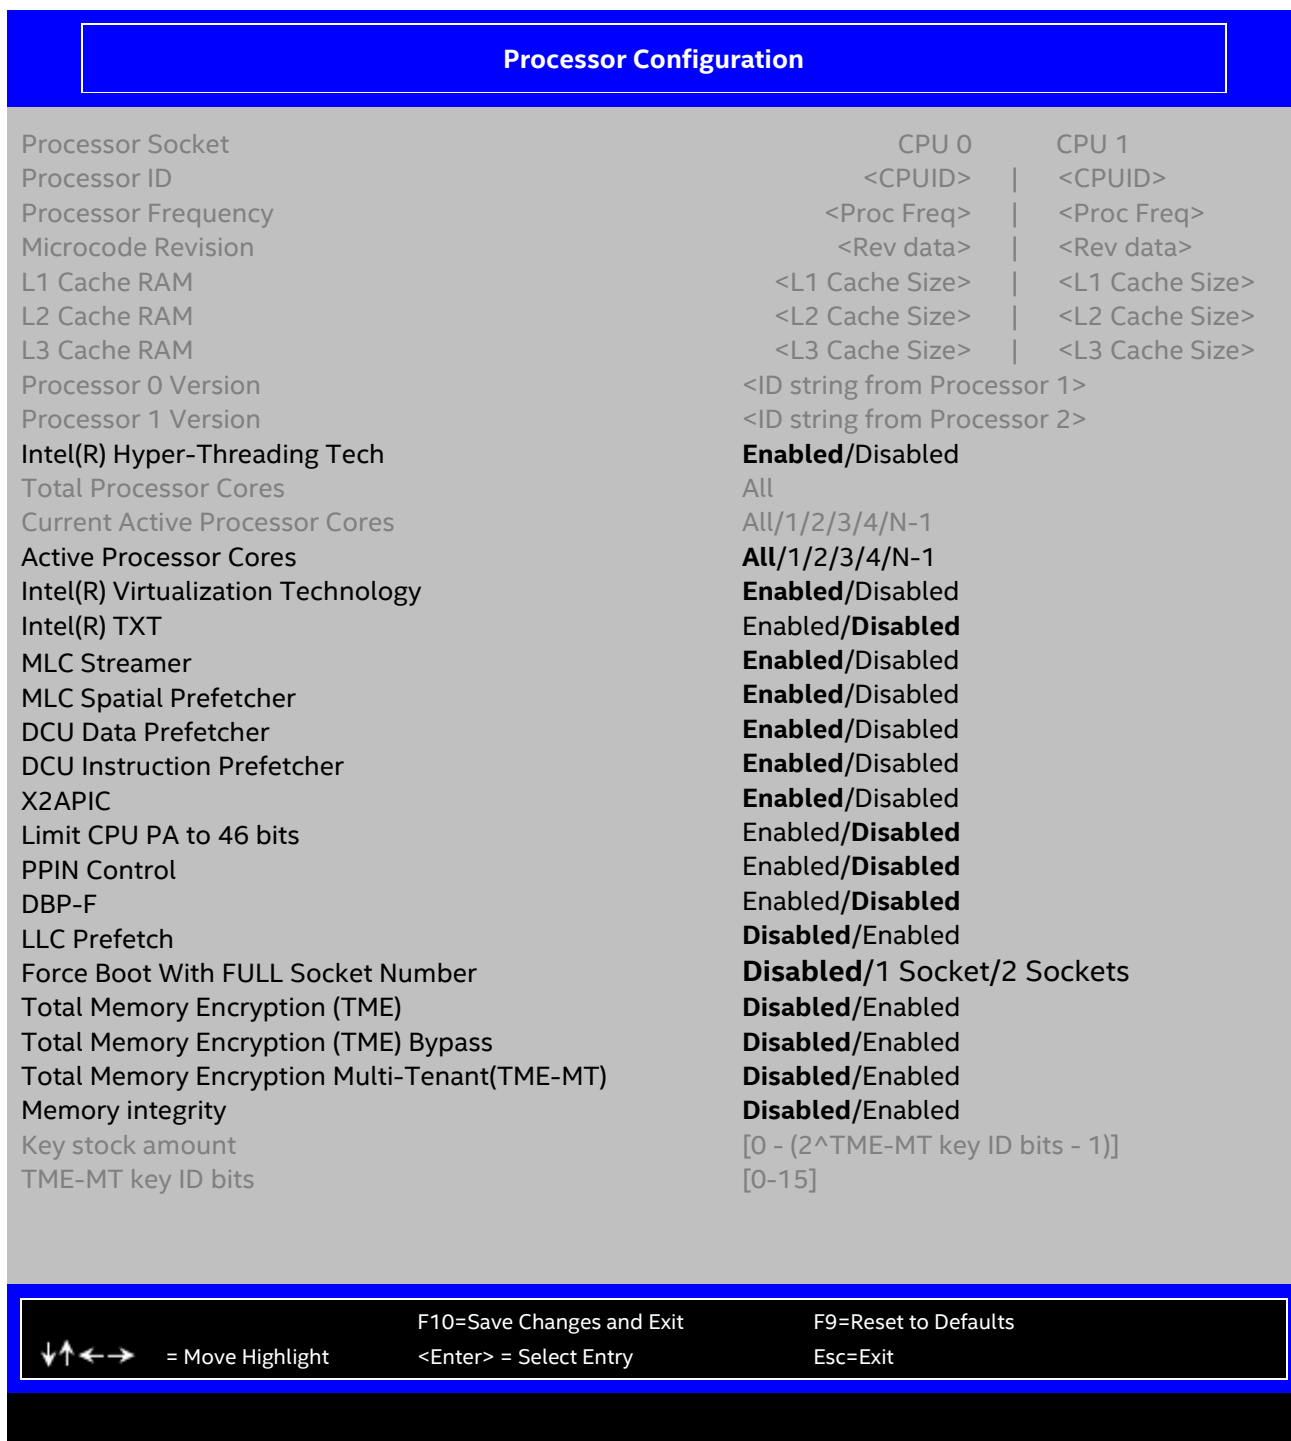 Processor Configuration
Processor Socket CPU 0 CPU 1
Processor ID <CPUID> | <CPUID>
Processor Frequency <Proc Freq> | <Proc Freq>
Microcode Revision <Rev data> | <Rev data>
L1 Cache RAM <L1 Cache Size> | <L1 Cache Size>
L2 Cache RAM <L2 Cache Size> | <L2 Cache Size>
L3 Cache RAM <L3 Cache Size> | <L3 Cache Size>
Processor 0 Version <ID string from Processor 1>
Processor 1 Version <ID string from Processor 2>
Intel(R) Hyper-Threading Tech Enabled/Disabled
Total Processor Cores All
Current Active Processor Cores All/1/2/3/4/N-1
Active Processor Cores All/1/2/3/4/N-1
Intel(R) Virtualization Technology Enabled/Disabled
Intel(R) TXT Enabled/Disabled
MLC Streamer Enabled/Disabled
MLC Spatial Prefetcher Enabled/Disabled
DCU Data Prefetcher Enabled/Disabled
DCU Instruction Prefetcher Enabled/Disabled
X2APIC Enabled/Disabled
Limit CPU PA to 46 bits Enabled/Disabled
PPIN Control Enabled/Disabled
DBP-F Enabled/Disabled
LLC Prefetch Disabled/Enabled
Force Boot With FULL Socket Number Disabled/1 Socket/2 Sockets
Total Memory Encryption (TME) Disabled/Enabled
Total Memory Encryption (TME) Bypass Disabled/Enabled
Total Memory Encryption Multi-Tenant(TME-MT) Disabled/Enabled
Memory integrity Disabled/Enabled
Key stock amount [0 - (2^TME-MT key ID bits - 1)]
TME-MT key ID bits [0-15]
F10=Save Changes and Exit F9=Reset to Defaults
↓↑←→ = Move Highlight <Enter> = Select Entry Esc=Exit